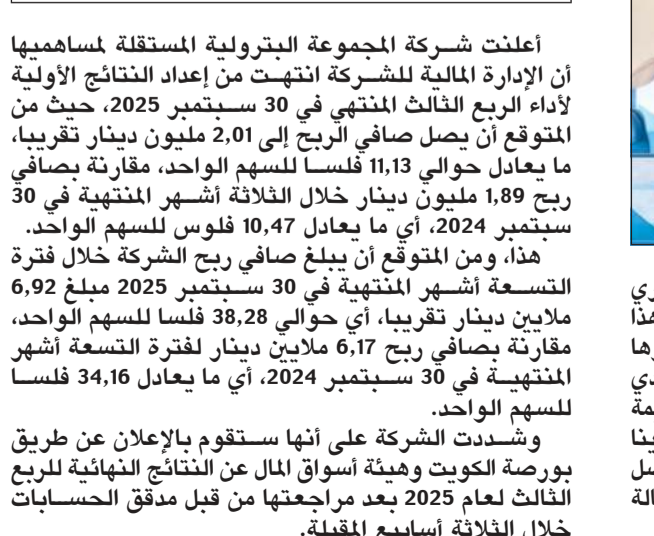 أعلنت شركة المجموعة البترولية المستقلة لمساهميها
أن الإدارة المالية للشركة انتهت من إعداد النتائج الأولية
لأداء الربع الثالث المنتهي في 30 سبتمبر 2025، حيث من
المتوقع أن يصل صافي الربح إلى 2,01 مليون دينار تقريبا،
ما يعادل حوالي 11,13 فلسا للسهم الواحد، مقارنة بصافي
ربح 1,89 مليون دينار خلال الثلاثة أشهر المنتهية في 30
سبتمبر 2024، أي ما يعادل 10,47 فلوس للسهم الواحد.
هذا، ومن المتوقع أن يبلغ صافي ربح الشركة خلال فترة
التسعة أشهر المنتهية في 30 سبتمبر 2025 مبلغ 6,92
ملايين دينار تقريبا، أي حوالي 38,28 فلسا للسهم الواحد،
مقارنة بصافي ربح 6,17 ملايين دينار لفترة التسعة أشهر
المنتهية في 30 سبتمبر 2024، أي ما يعادل 34,16 فلسا
للسهم الواحد.
وشددت الشركة على أنها ستقوم بالإعلان عن طريق
بورصة الكويت وهيئة أسواق المال عن النتائج النهائية للربع
الثالث لعام 2025 بعد مراجعتها من قبل مدقق الحسابات
خلال الثلاثة أسابيع المقبلة.